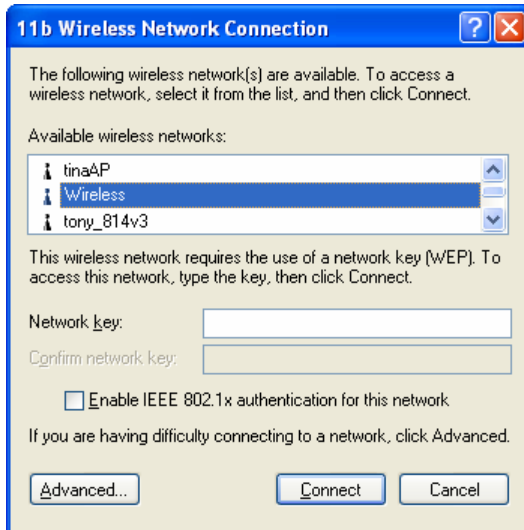 11b Wireless Network Connection
The following wireless network(s) are available. To access a
wireless network, select it from the list, and then click Connect.
Available wireless networks:
tinaAP
Wireless
tony_814v3
This wireless network requires the use of a network key (WEP). To
access this network, type the key, then click Connect.
Network key:
Confirm network key:
Enable IEEE 802.1x authentication for this network
If you are having difficulty connecting to a network, click Advanced.
Advanced... Connect Cancel